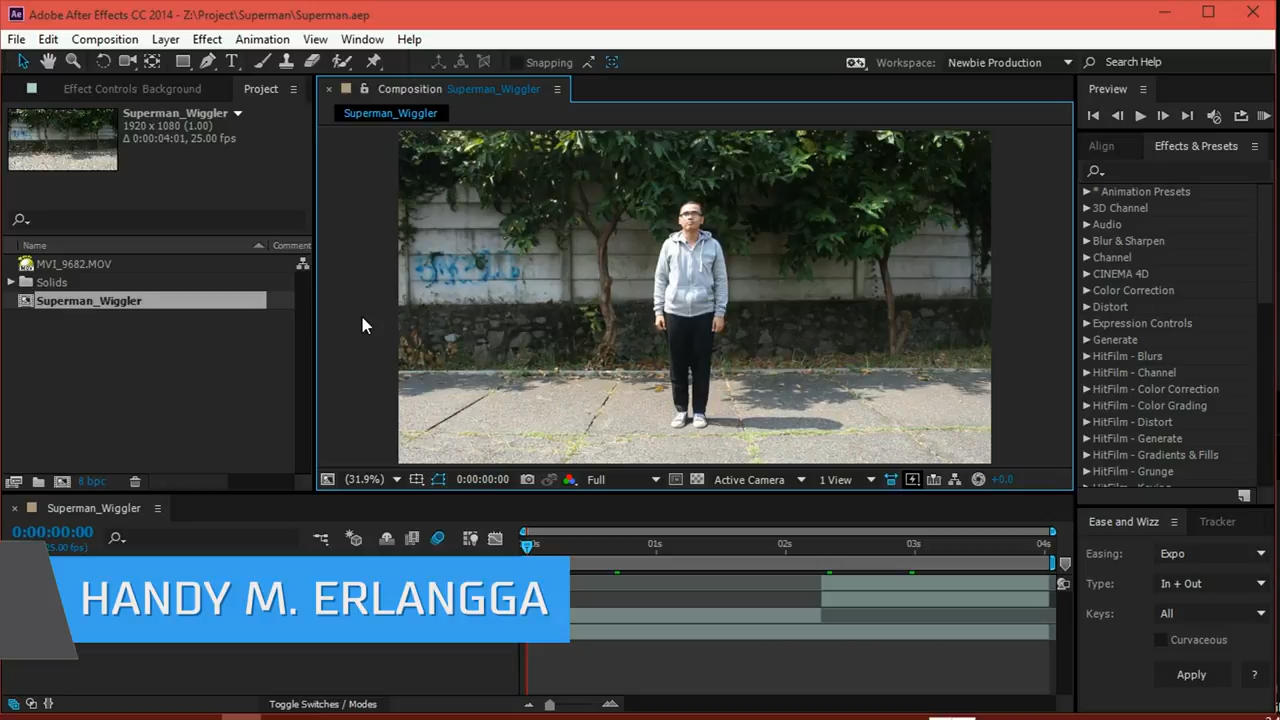 Adobe After Effects CC 2014 - Z:\Project\Superman\Superman.aep
File Edit Composition Layer Effect Animation View Window Help
Snapping
Workspace: Newbie Production
Search Help
Effect Controls Background
Project
Superman_Wiggler
1920 x 1080 (1.00)
Δ 0:00:04:01, 25.00 fps
Name
Comment
MVI_9682.MOV
Solids
Superman_Wiggler
8 bpc
Composition Superman_Wiggler
Superman_Wiggler
(31.9%)
0:00:00:00
Full
Active Camera
1 View
+0.0
Preview
Align
Effects & Presets
* Animation Presets
3D Channel
Audio
Blur & Sharpen
Channel
CINEMA 4D
Color Correction
Distort
Expression Controls
Generate
HitFilm - Blurs
HitFilm - Channel
HitFilm - Color Correction
HitFilm - Color Grading
HitFilm - Distort
HitFilm - Generate
HitFilm - Gradients & Fills
HitFilm - Grunge
Superman_Wiggler
0:00:00:00
25.00 fps)
01s
02s
03s
04s
HANDY M. ERLANGGA
Toggle Switches / Modes
Ease and Wizz
Tracker
Easing: Expo
Type: In + Out
Keys: All
Curvaceous
Apply
?